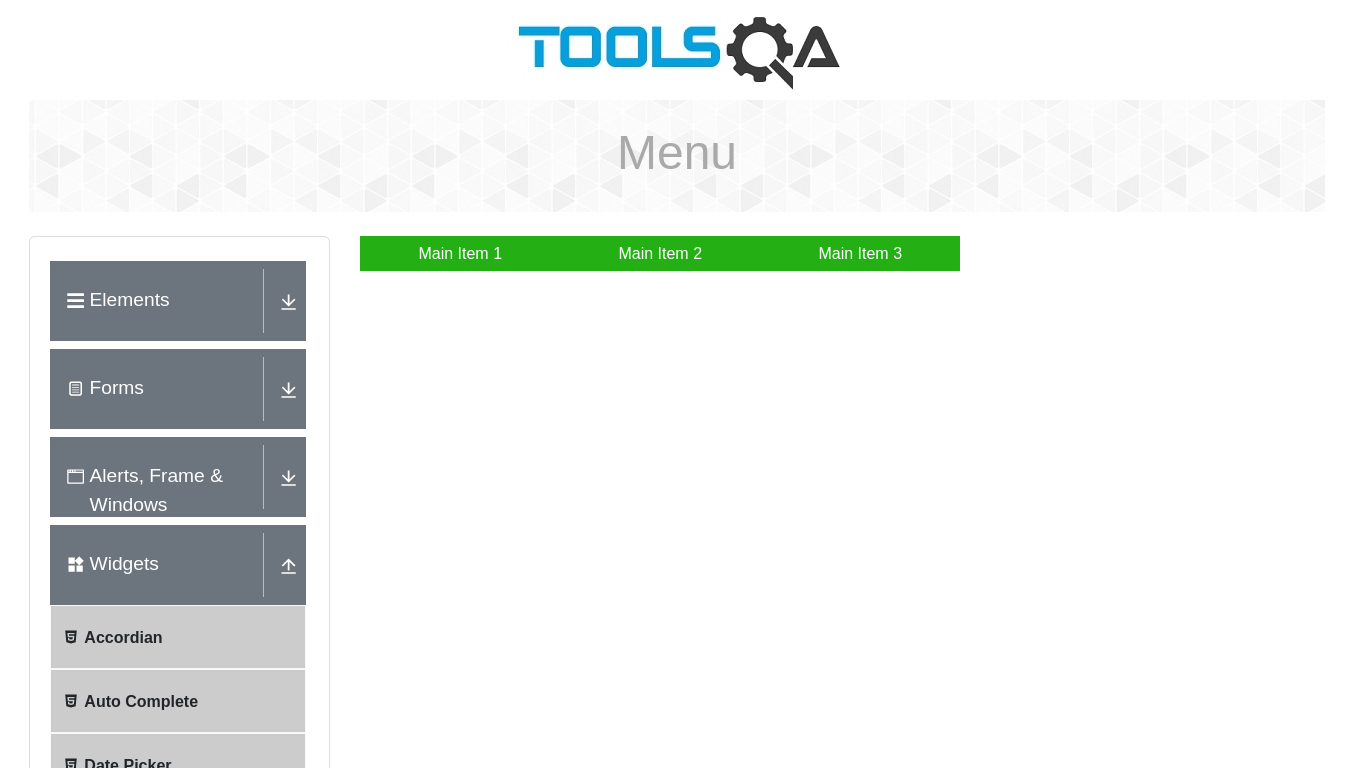 TOOLSQA
Menu
Elements
Forms
Alerts, Frame &
Windows
Widgets
Accordian
Auto Complete
Date Picker
Main Item 1
Main Item 2
Main Item 3